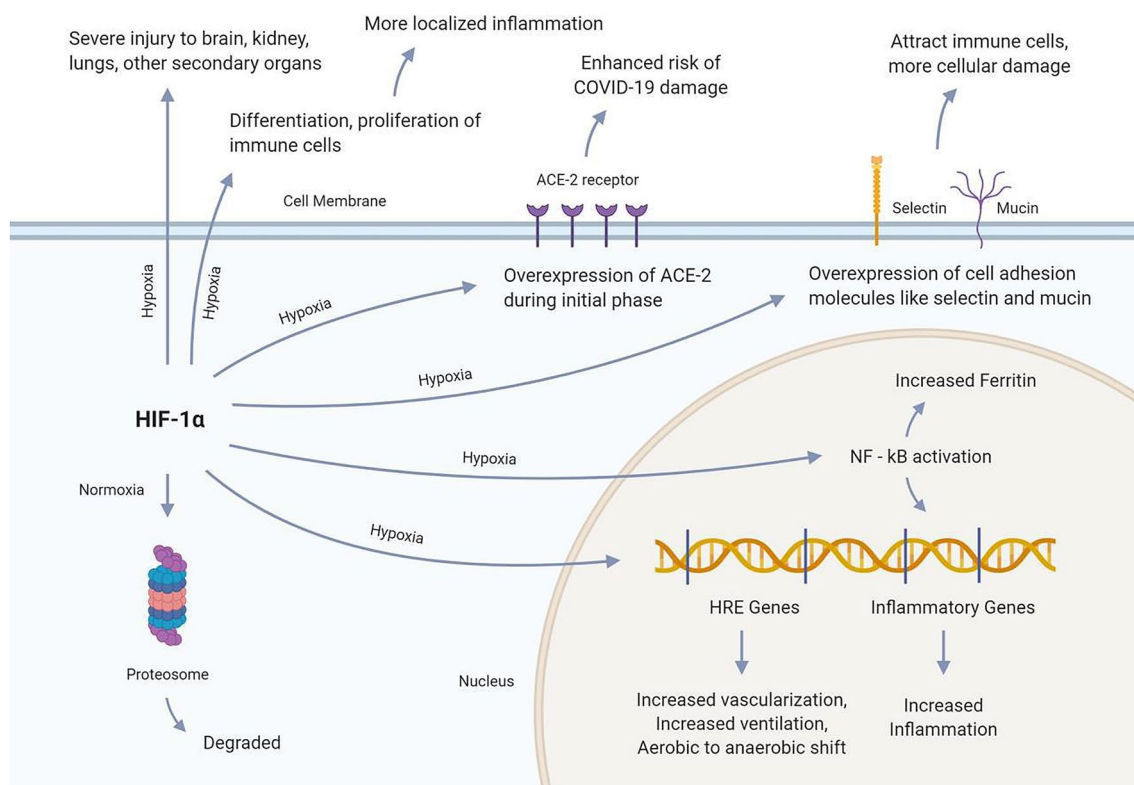 More localized inflammation
Severe injury to brain, kidney,
lungs, other secondary organs
Attract immune cells,
more cellular damage
Enhanced risk of
COVID-19 damage
Differentiation, proliferation of
immune cells
ACE-2 receptor
Cell Membrane
Selectin
Mucin
Hypoxia
Hypoxia
Hypoxia
Overexpression of ACE-2
during initial phase
Overexpression of cell adhesion
molecules like selectin and mucin
Hypoxia
Increased Ferritin
HIF-1α
Hypoxia
NF - kB activation
Normoxia
Hypoxia
HRE Genes
Inflammatory Genes
Proteosome
Nucleus
Increased vascularization,
Increased ventilation,
Aerobic to anaerobic shift
Increased
Inflammation
Degraded